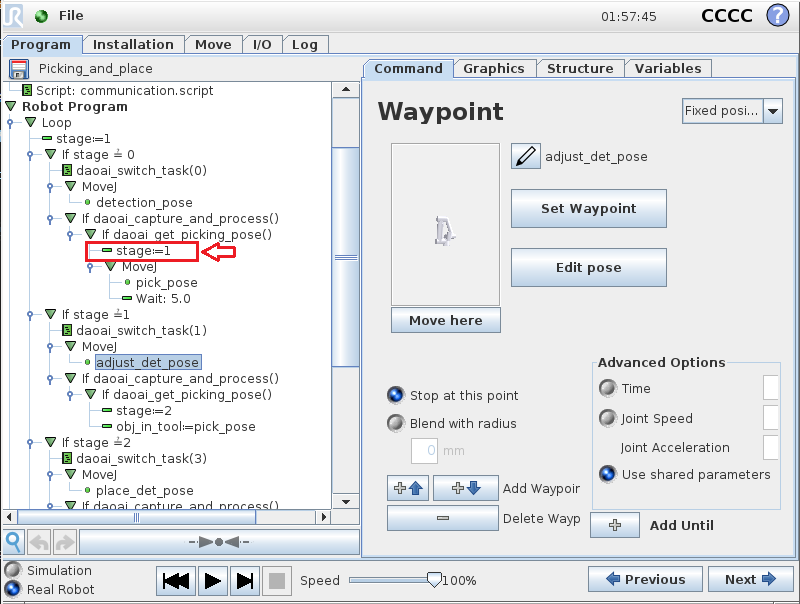 File
01:57:45
CCCC
?
Program
Installation
Move
I/O
Log
Picking_and_place
Script: communication.script
Robot Program
Loop
stage:=1
If stage ≟ 0
daoai_switch_task(0)
MoveJ
detection_pose
If daoai_capture_and_process()
If daoai_get_picking_pose()
stage:=1
MoveJ
pick_pose
Wait: 5.0
If stage ≟1
daoai_switch_task(1)
MoveJ
adjust_det_pose
If daoai_capture_and_process()
If daoai_get_picking_pose()
stage:=2
obj_in_tool:=pick_pose
If stage ≟2
daoai_switch_task(3)
MoveJ
place_det_pose
If daoai_capture_and_process()
Simulation
Real Robot
Speed
100%
Command
Graphics
Structure
Variables
Waypoint
Fixed posi...
adjust_det_pose
Set Waypoint
Edit pose
Move here
Stop at this point
Blend with radius
0 mm
Add Waypoir
Delete Wayp
Advanced Options
Time
Joint Speed
Joint Acceleration
Use shared parameters
Add Until
Previous
Next